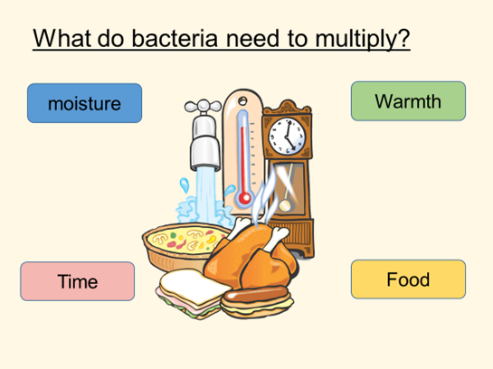 What do bacteria need to multiply?
moisture
Warmth
Time
Food